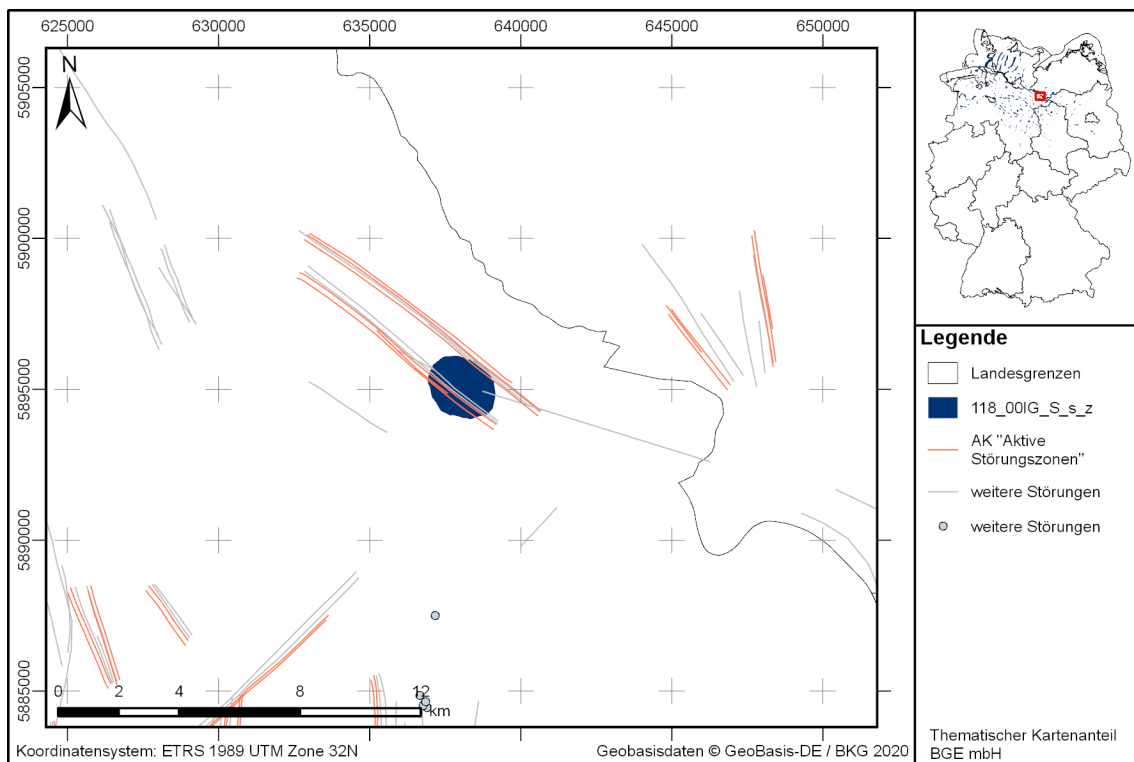 625000 630000 635000 640000 645000 650000
5905000
5900000
5895000
5890000
5885000
N
0 2 4 8 12
km
Koordinatensystem: ETRS 1989 UTM Zone 32N
Geobasisdaten © GeoBasis-DE / BKG 2020
Legende
Landesgrenzen
118_00IG_S_s_z
AK "Aktive
Störungszonen"
weitere Störungen
weitere Störungen
Thematischer Kartenanteil
BGE mbH